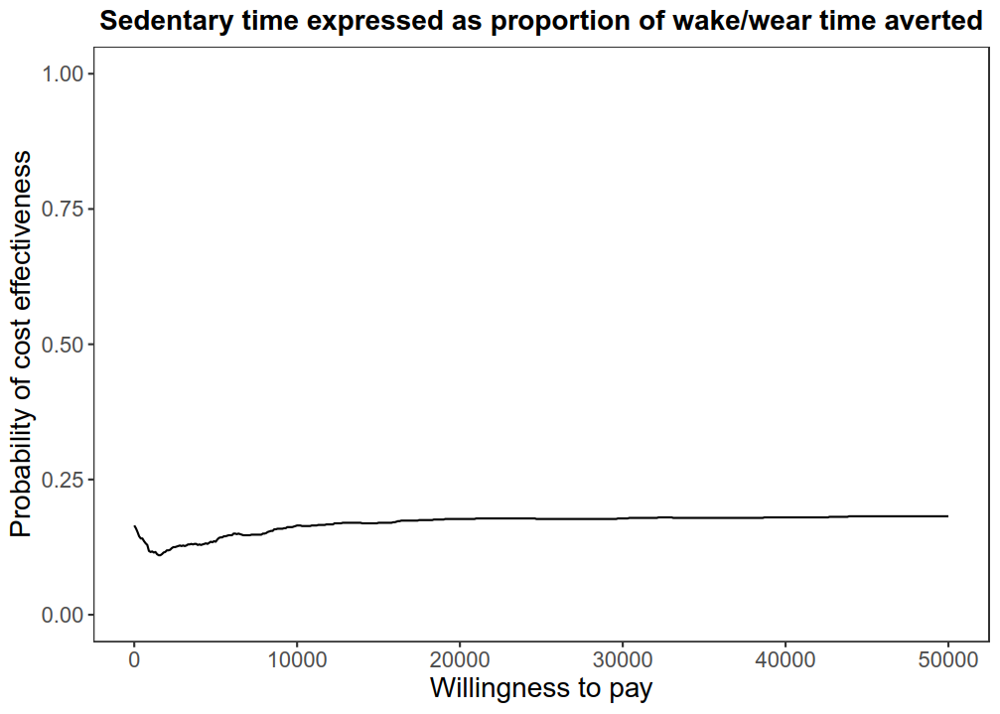 Sedentary time expressed as proportion of wake/wear time averted
Probability of cost effectiveness
1.00
0.75
0.50
0.25
0.00
0 10000 20000 30000 40000 50000
Willingness to pay